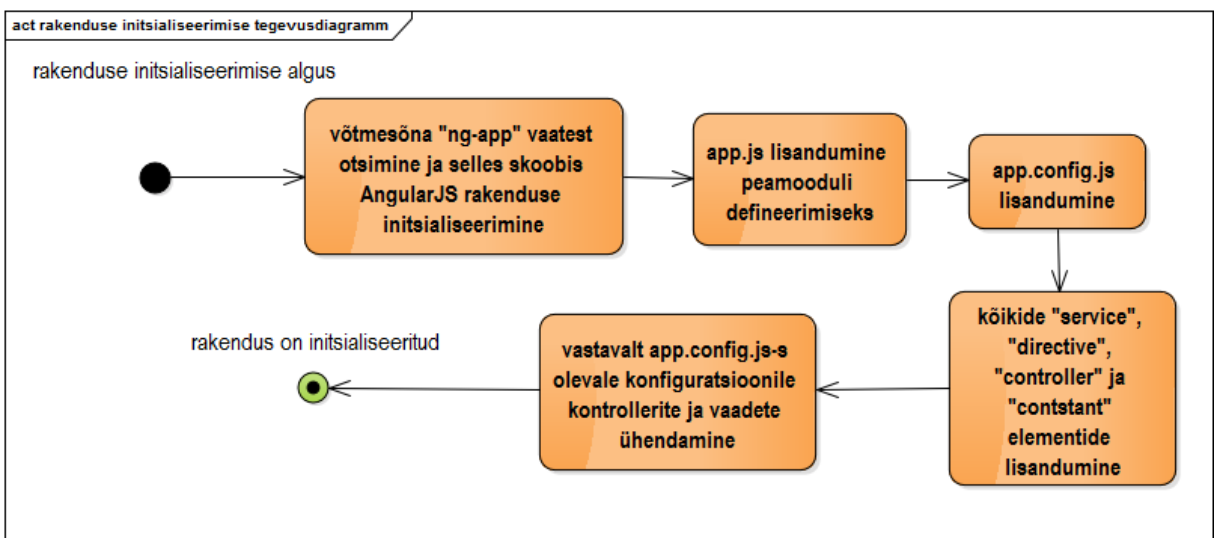 act rakenduse initsialiseerimise tegevusdiagramm
rakenduse initsialiseerimise algus
võtmesõna "ng-app" vaatest
otsimine ja selles skoobis
AngularJS rakenduse
initsialiseerimine
app.js lisandumine
peamooduli
defineerimiseks
app.config.js
lisandumine
kõikide "service",
"directive",
"controller" ja
"contstant"
elementide
lisandumine
vastavalt app.config.js-s
olevale konfiguratsioonile
kontrollerite ja vaadete
ühendamine
rakendus on initsialiseeritud